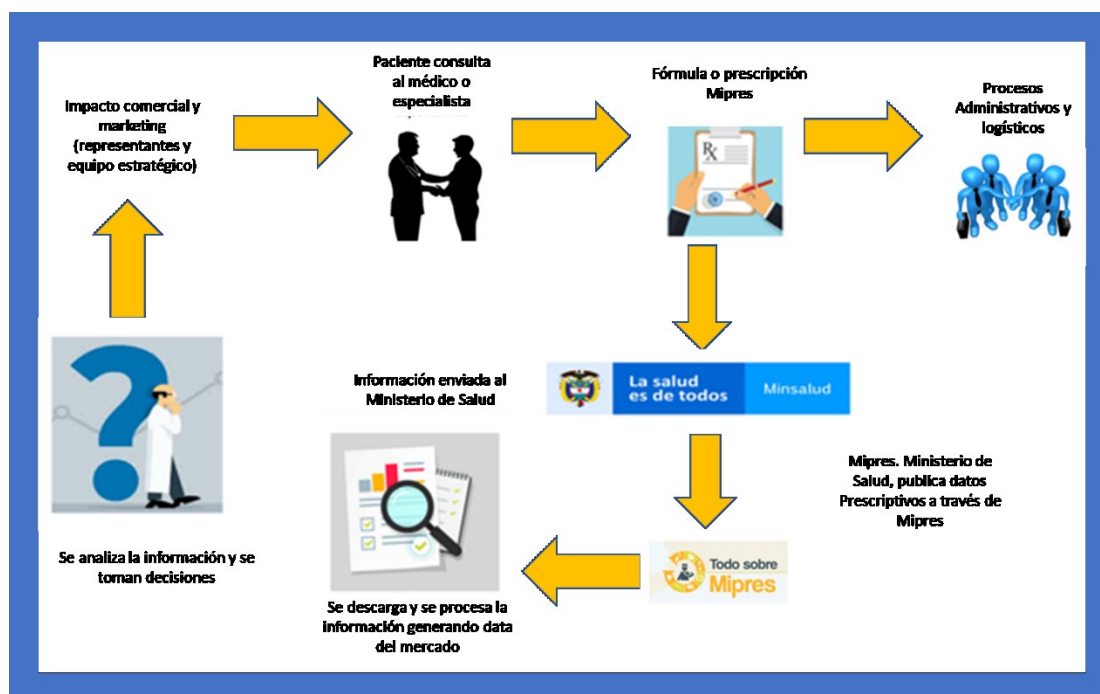 Impacto comercial y
marketing
(representantes y
equipo estratégico)
Paciente consulta
al médico o
especialista
Fórmula o prescripción
Mipres
Procesos
Administrativos y
logísticos
Rx
Información enviada al
Ministerio de Salud
La salud
es de todos
Minsalud
Mipres. Ministerio de
Salud, publica datos
Prescriptivos a través de
Mipres
Todo sobre
Mipres
Se descarga y se procesa la
información generando data
del mercado
Se analiza la información y se
toman decisiones